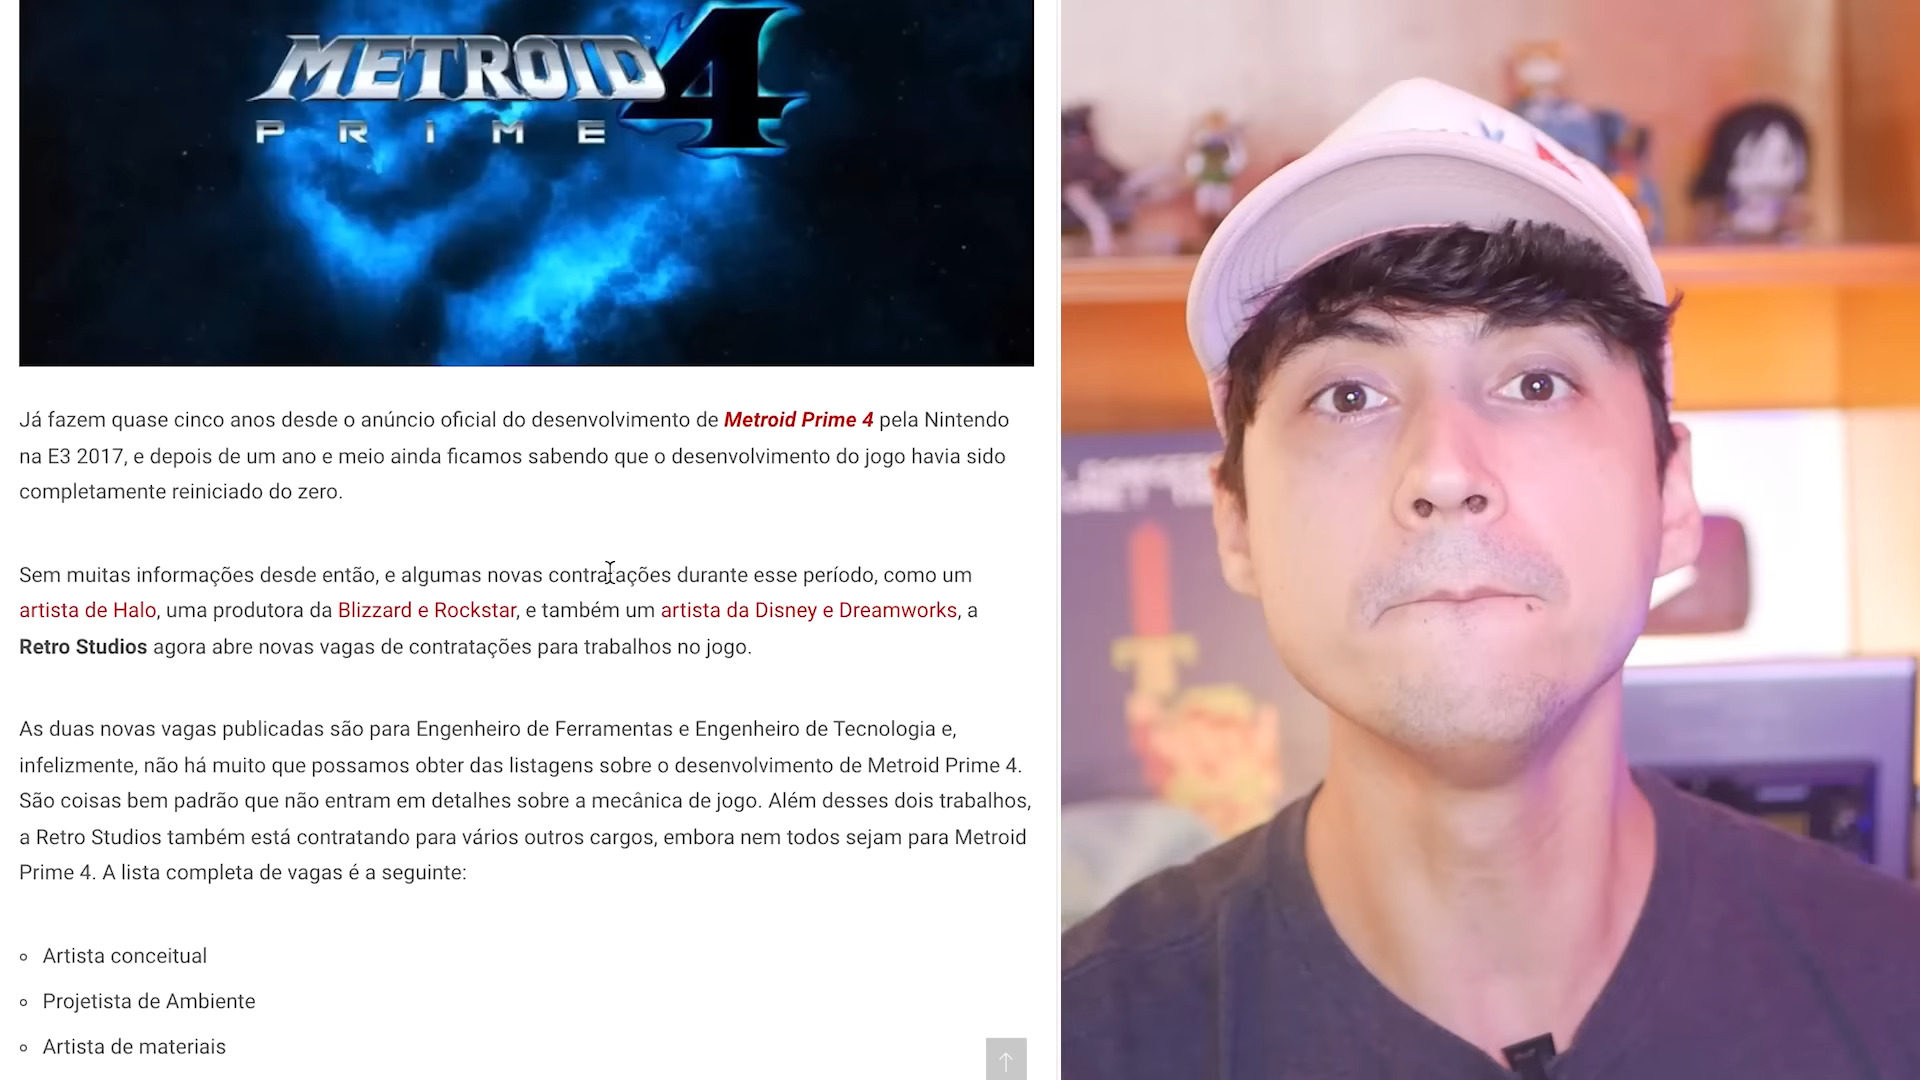 METROID
PRIME 4
Já fazem quase cinco anos desde o anúncio oficial do desenvolvimento de Metroid Prime 4 pela Nintendo
na E3 2017, e depois de um ano e meio ainda ficamos sabendo que o desenvolvimento do jogo havia sido
completamente reiniciado do zero.
Sem muitas informações desde então, e algumas novas contratações durante esse período, como um
artista de Halo, uma produtora da Blizzard e Rockstar, e também um artista da Disney e Dreamworks, a
Retro Studios agora abre novas vagas de contratações para trabalhos no jogo.
As duas novas vagas publicadas são para Engenheiro de Ferramentas e Engenheiro de Tecnologia e,
infelizmente, não há muito que possamos obter das listagens sobre o desenvolvimento de Metroid Prime 4.
São coisas bem padrão que não entram em detalhes sobre a mecânica de jogo. Além desses dois trabalhos,
a Retro Studios também está contratando para vários outros cargos, embora nem todos sejam para Metroid
Prime 4. A lista completa de vagas é a seguinte:
Artista conceitual
Projetista de Ambiente
Artista de materiais